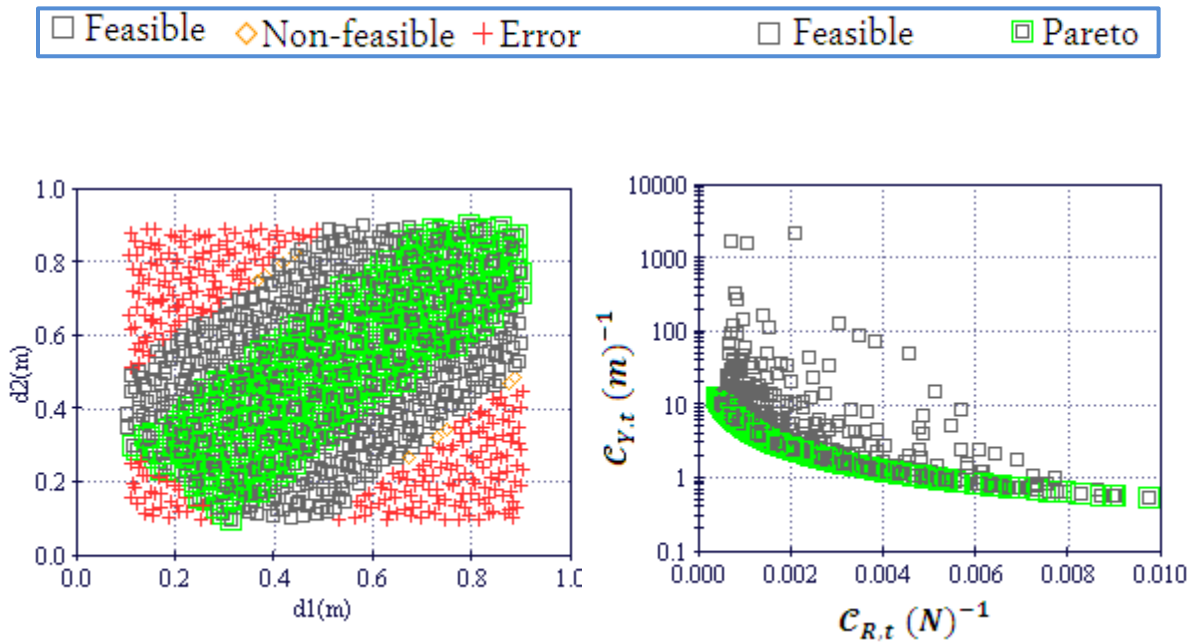 Feasible Non-feasible Error Feasible Pareto
1.0
0.8
0.6
0.4
0.2
0.0
d2(m)
0.0 0.2 0.4 0.6 0.8 1.0
d1(m)
10000
1000
100
10
1
0.1
𝒞_{Y,t} (m)^{-1}
0.000 0.002 0.004 0.006 0.008 0.010
𝒞_{R,t} (N)^{-1}